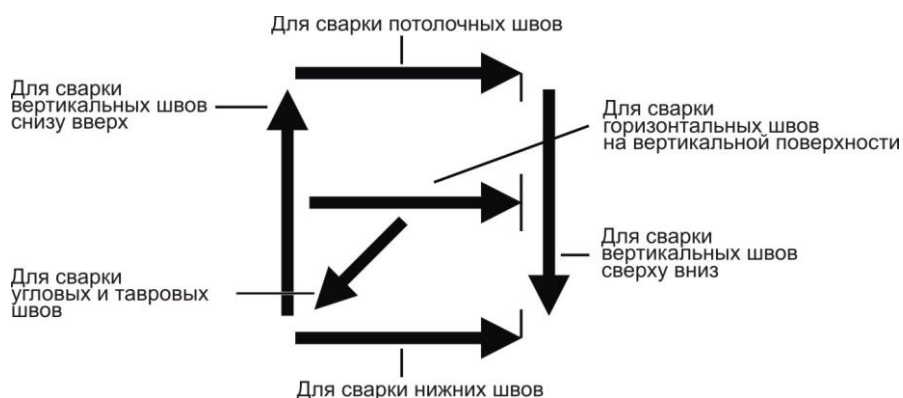 Для сварки потолочных швов
Для сварки
вертикальных швов
снизу вверх
Для сварки
горизонтальных швов
на вертикальной поверхности
Для сварки
вертикальных швов
сверху вниз
Для сварки
угловых и тавровых
швов
Для сварки нижних швов